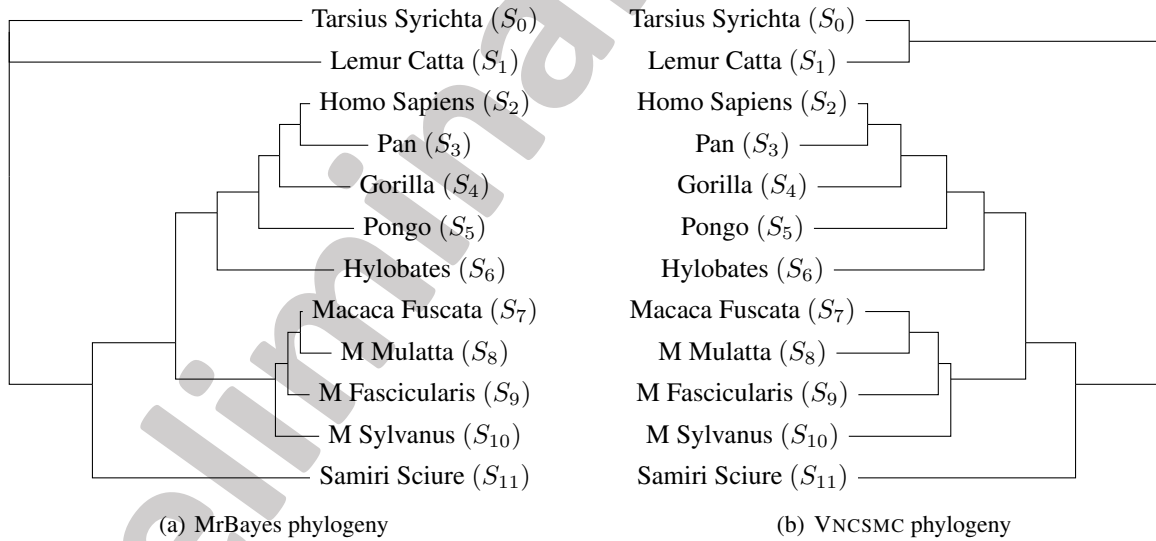 Tarsius Syrichta (S₀) Tarsius Syrichta (S₀)
Lemur Catta (S₁) Lemur Catta (S₁)
Homo Sapiens (S₂) Homo Sapiens (S₂)
Pan (S₃) Pan (S₃)
Gorilla (S₄) Gorilla (S₄)
Pongo (S₅) Pongo (S₅)
Hylobates (S₆) Hylobates (S₆)
Macaca Fuscata (S₇) Macaca Fuscata (S₇)
M Mulatta (S₈) M Mulatta (S₈)
M Fascicularis (S₉) M Fascicularis (S₉)
M Sylvanus (S₁₀) M Sylvanus (S₁₀)
Samiri Sciure (S₁₁) Samiri Sciure (S₁₁)
(a) MrBayes phylogeny (b) VNCSMC phylogeny
elimina